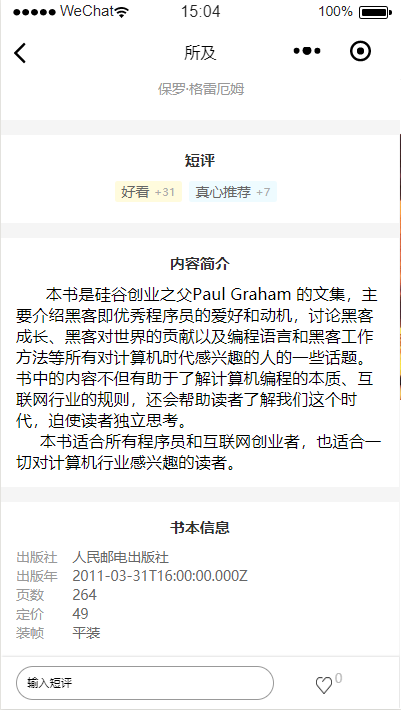 WeChat 15:04 100%
所及
保罗·格雷厄姆
短评
好看 +31 真心推荐 +7
内容简介
本书是硅谷创业之父Paul Graham 的文集，主
要介绍黑客即优秀程序员的爱好和动机，讨论黑客
成长、黑客对世界的贡献以及编程语言和黑客工作
方法等所有对计算机时代感兴趣的人的一些话题。
书中的内容不但有助于了解计算机编程的本质、互
联网行业的规则，还会帮助读者了解我们这个时
代，迫使读者独立思考。
本书适合所有程序员和互联网创业者，也适合一
切对计算机行业感兴趣的读者。
书本信息
出版社 人民邮电出版社
出版年 2011-03-31T16:00:00.000Z
页数 264
定价 49
装帧 平装
输入短评 0